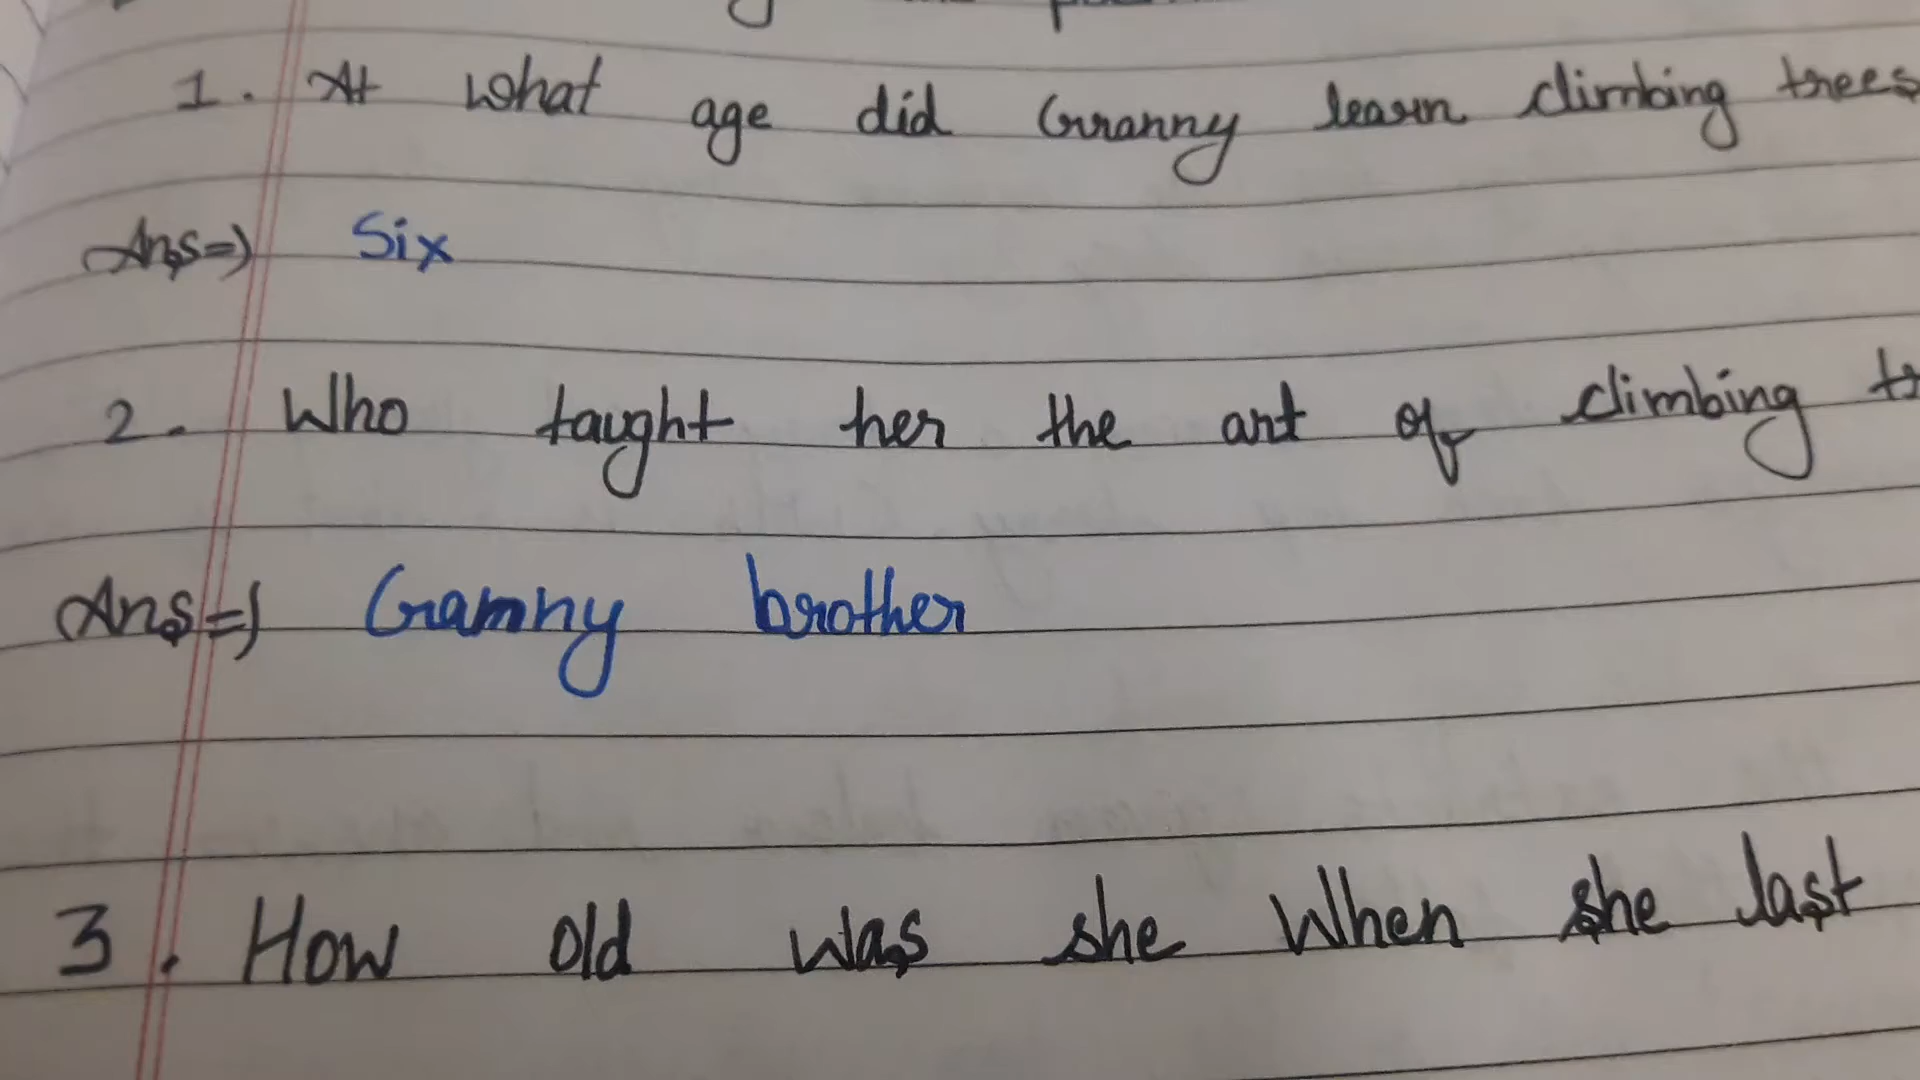 1. At what age did Granny learn climbing trees
Ans=> Six
2. Who taught her the art of climbing
Ans=> Granny brother
3. How old was she When she last